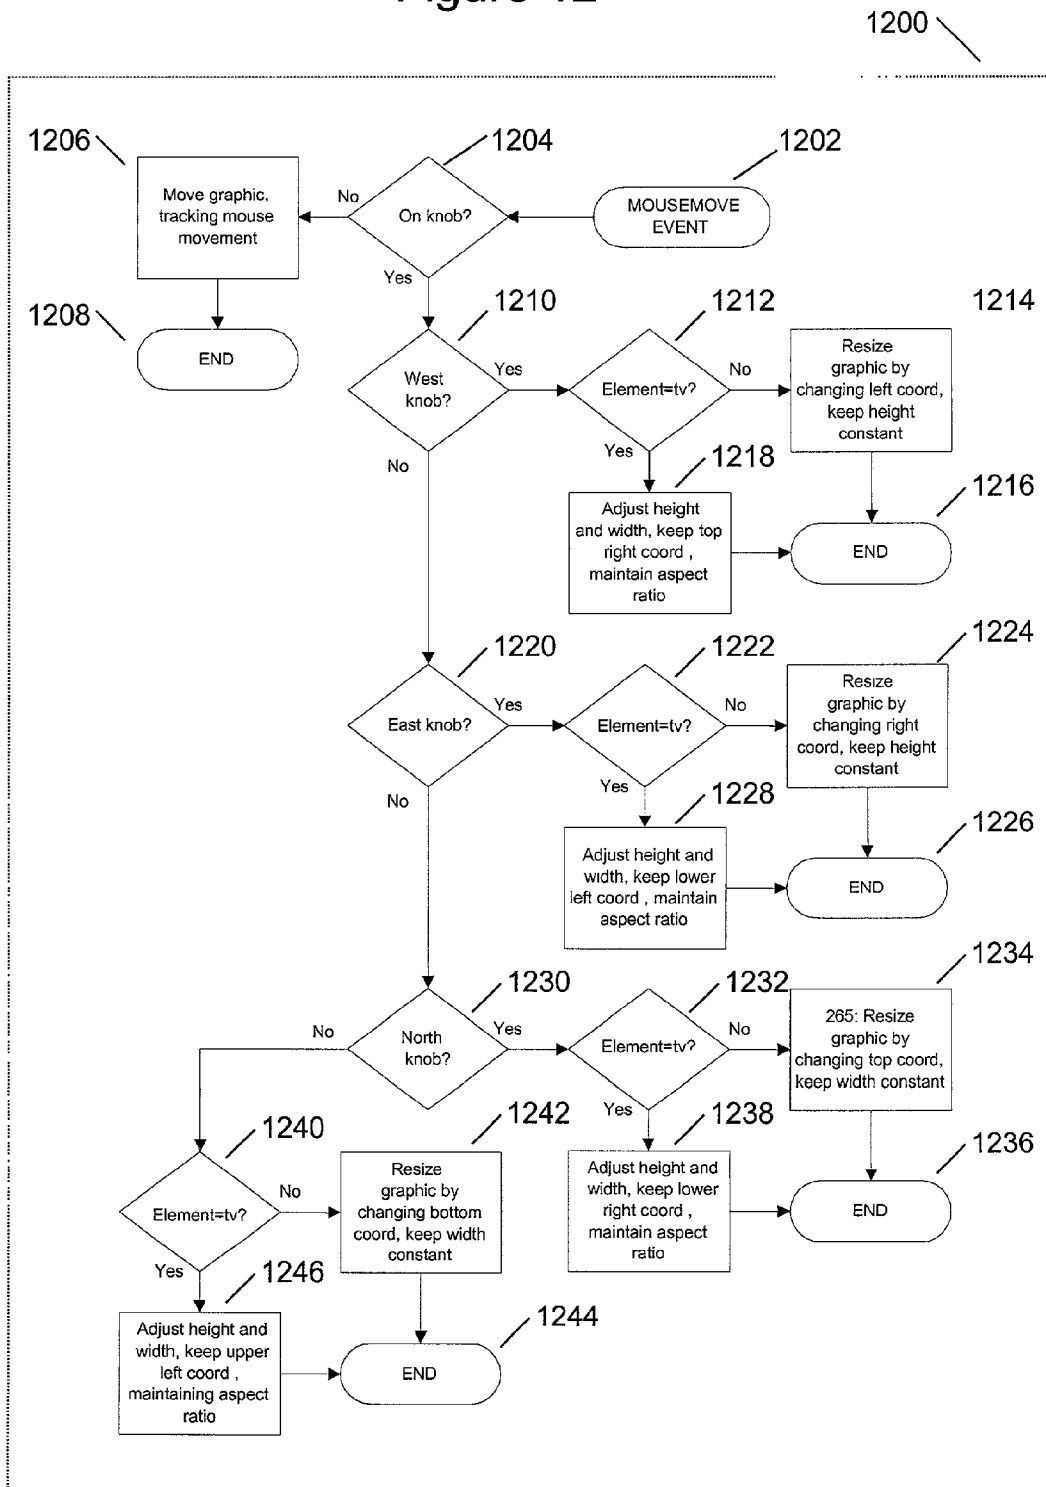 Figure 12
1200
1206
1204
1202
Move graphic,
tracking mouse
movement
No
On knob?
MOUSEMOVE
EVENT
Yes
1208
END
1210
1212
1214
West
knob?
Yes
Element=tv?
No
Resize
graphic by
changing left coord,
keep height
constant
No
Yes
1218
1216
Adjust height
and width, keep top
right coord ,
maintain aspect
ratio
END
1220
1222
1224
East knob?
Yes
Element=tv?
No
Resize
graphic by
changing right
coord, keep height
constant
No
Yes
1228
1226
Adjust height and
width, keep lower
left coord , maintain
aspect ratio
END
1230
1232
1234
No
North
knob?
Yes
Element=tv?
No
265: Resize
graphic by
changing top coord,
keep width constant
Yes
1240
1242
1238
1236
Element=tv?
No
Resize
graphic by
changing bottom
coord, keep width
constant
Adjust height and
width, keep lower
right coord ,
maintain aspect
ratio
END
Yes
1246
1244
Adjust height and
width, keep upper
left coord ,
maintaining aspect
ratio
END